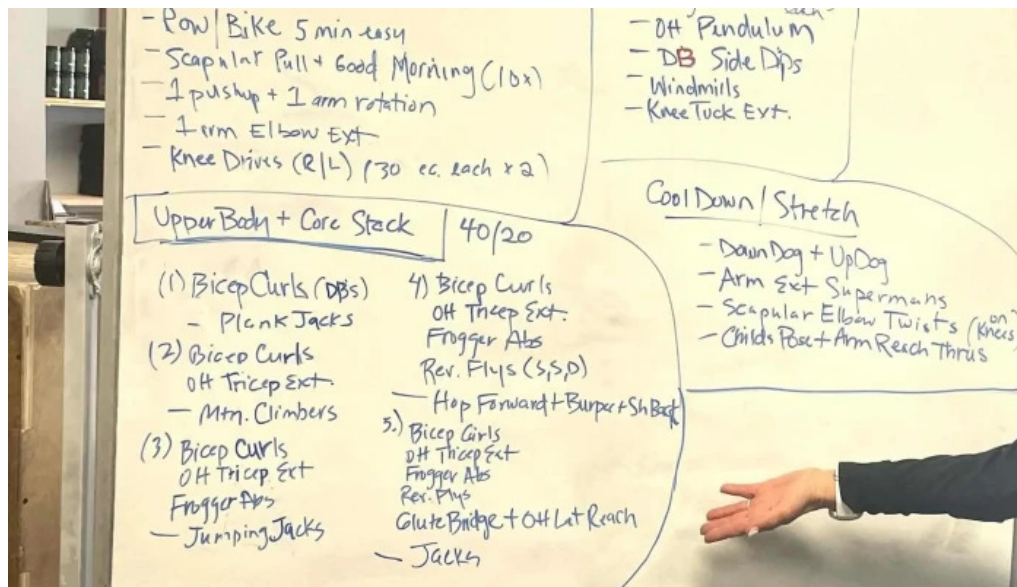 - Row/Bike 5 min easy
- Scapular Pull + Good Morning (10x)
- 1 pushup + 1 arm rotation
- 1 arm Elbow Ext
- Knee Drives (R/L) (30 ec. each x 2)
- OH Pendulum
- DB Side Dips
- Windmills
- Knee Tuck Ext.
Upper Body + Core Stack 40/20
(1) Bicep Curls (DB's)
- Plank Jacks
(2) Bicep Curls
OH Tricep Ext.
- Mtn. Climbers
(3) Bicep Curls
OH Tricep Ext
Frogger Abs
- Jumping Jacks
4) Bicep Curls
OH Tricep Ext.
Frogger Abs
Rev. Flys (S,S,D)
- Hop Forward + Burpee + Sh Back
5.) Bicep Curls
OH Tricep Ext
Frogger Abs
Rev. Flys
Glute Bridge + OH Lat Reach
- Jacks
Cool Down / Stretch
- Down Dog + Up Dog
- Arm Ext Supermans
- Scapular Elbow Twists (on Knees)
- Childs Pose + Arm Reach Thrus